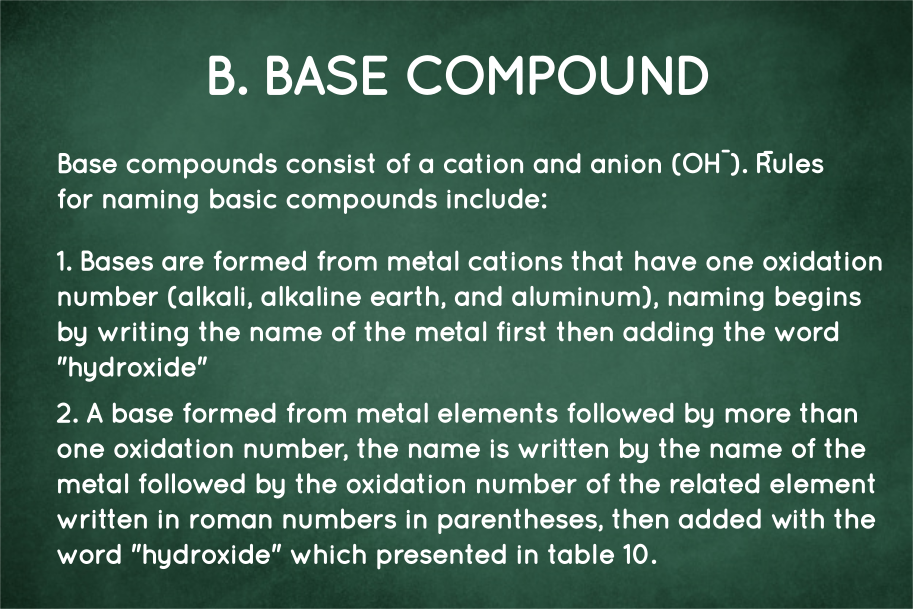 B. BASE COMPOUND
Base compounds consist of a cation and anion (OH¯). R̄ules
for naming basic compounds include:
1. Bases are formed from metal cations that have one oxidation
number (alkali, alkaline earth, and aluminum), naming begins
by writing the name of the metal first then adding the word
"hydroxide"
2. A base formed from metal elements followed by more than
one oxidation number, the name is written by the name of the
metal followed by the oxidation number of the related element
written in roman numbers in parentheses, then added with the
word "hydroxide" which presented in table 10.